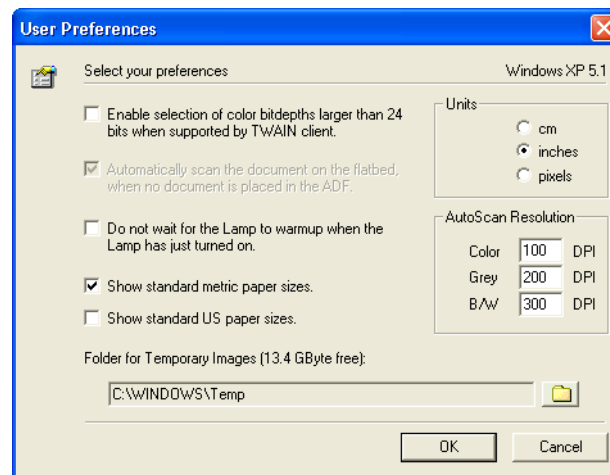 User Preferences
Select your preferences
Windows XP 5.1
Enable selection of color bitdepths larger than 24
bits when supported by TWAIN client.
Automatically scan the document on the flatbed,
when no document is placed in the ADF.
Do not wait for the Lamp to warmup when the
Lamp has just turned on.
Show standard metric paper sizes.
Show standard US paper sizes.
Units
cm
inches
pixels
AutoScan Resolution
Color 100 DPI
Grey 200 DPI
B/W 300 DPI
Folder for Temporary Images (13.4 GByte free):
C:\WINDOWS\Temp
OK Cancel